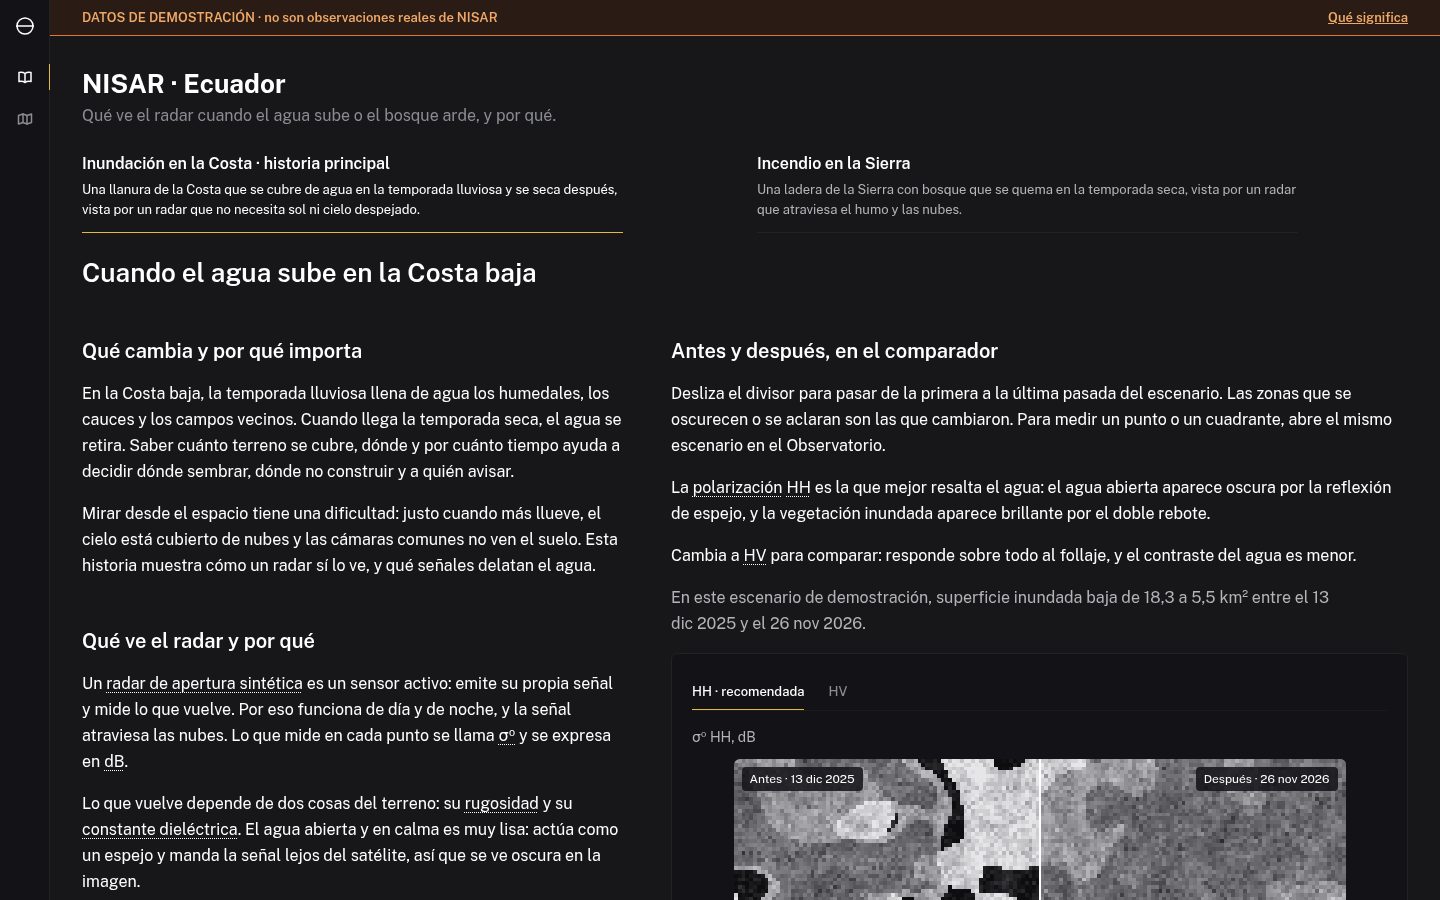 DATOS DE DEMOSTRACIÓN · no son observaciones reales de NISAR
Qué significa
NISAR · Ecuador
Qué ve el radar cuando el agua sube o el bosque arde, y por qué.
Inundación en la Costa · historia principal
Una llanura de la Costa que se cubre de agua en la temporada lluviosa y se seca después,
vista por un radar que no necesita sol ni cielo despejado.
Incendio en la Sierra
Una ladera de la Sierra con bosque que se quema en la temporada seca, vista por un radar
que atraviesa el humo y las nubes.
Cuando el agua sube en la Costa baja
Qué cambia y por qué importa
En la Costa baja, la temporada lluviosa llena de agua los humedales, los
cauces y los campos vecinos. Cuando llega la temporada seca, el agua se
retira. Saber cuánto terreno se cubre, dónde y por cuánto tiempo ayuda a
decidir dónde sembrar, dónde no construir y a quién avisar.
Mirar desde el espacio tiene una dificultad: justo cuando más llueve, el
cielo está cubierto de nubes y las cámaras comunes no ven el suelo. Esta
historia muestra cómo un radar sí lo ve, y qué señales delatan el agua.
Qué ve el radar y por qué
Un radar de apertura sintética es un sensor activo: emite su propia señal
y mide lo que vuelve. Por eso funciona de día y de noche, y la señal
atraviesa las nubes. Lo que mide en cada punto se llama σº y se expresa
en dB.
Lo que vuelve depende de dos cosas del terreno: su rugosidad y su
constante dieléctrica. El agua abierta y en calma es muy lisa: actúa como
un espejo y manda la señal lejos del satélite, así que se ve oscura en la
imagen.
Antes y después, en el comparador
Desliza el divisor para pasar de la primera a la última pasada del escenario. Las zonas que se
oscurecen o se aclaran son las que cambiaron. Para medir un punto o un cuadrante, abre el mismo
escenario en el Observatorio.
La polarización HH es la que mejor resalta el agua: el agua abierta aparece oscura por la reflexión
de espejo, y la vegetación inundada aparece brillante por el doble rebote.
Cambia a HV para comparar: responde sobre todo al follaje, y el contraste del agua es menor.
En este escenario de demostración, superficie inundada baja de 18,3 a 5,5 km² entre el 13
dic 2025 y el 26 nov 2026.
HH · recomendada
HV
σº HH, dB
Antes · 13 dic 2025
Después · 26 nov 2026